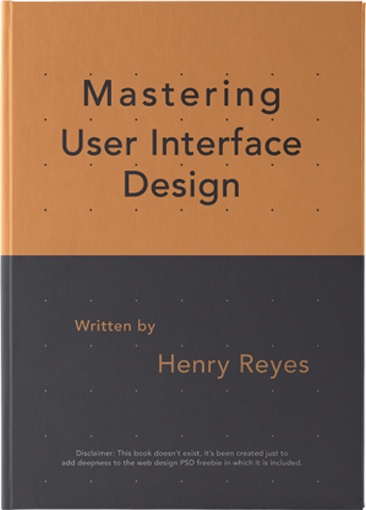 Mastering
User Interface
Design
Written by
Henry Reyes
Disclaimer: This book doesn't exist, it's been created just to
add deepness to the web design PSD freebie in which it is included.